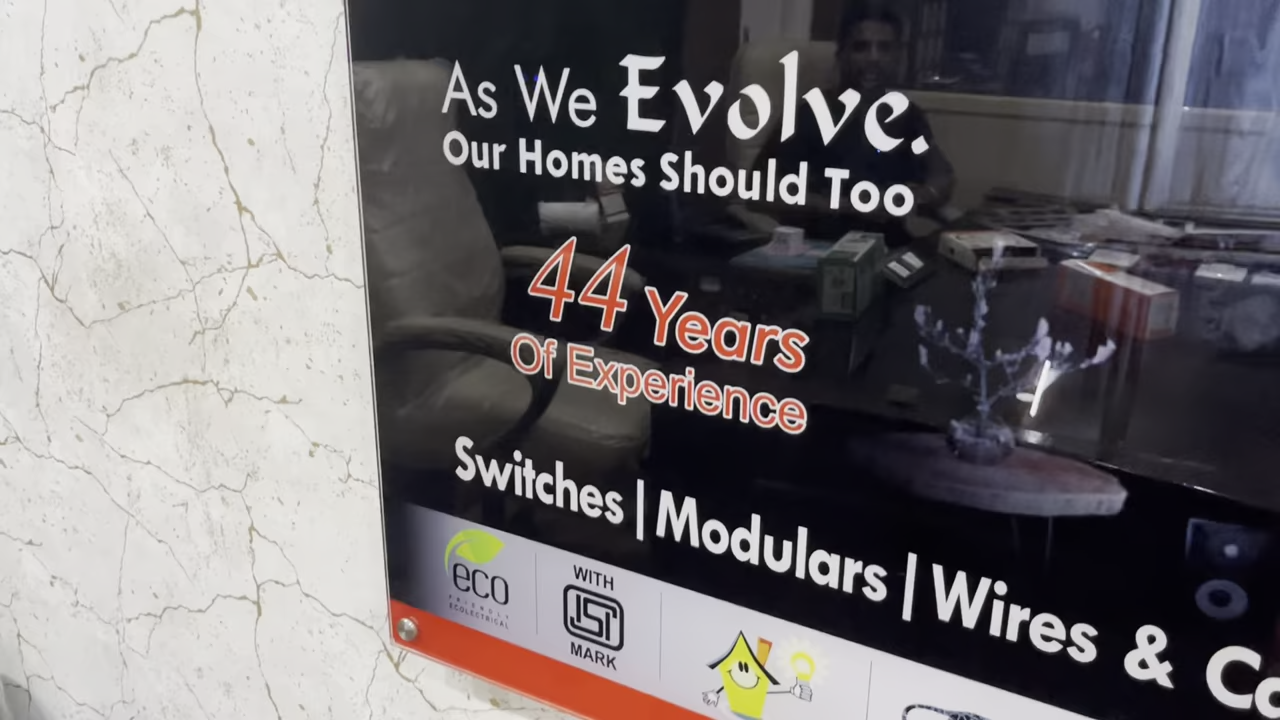 As We Evolve.
Our Homes Should Too
44 Years
Of Experience
Switches | Modulars | Wires & C
eco
FRIENDLY
ECOLECTRICAL
WITH
ISI
MARK